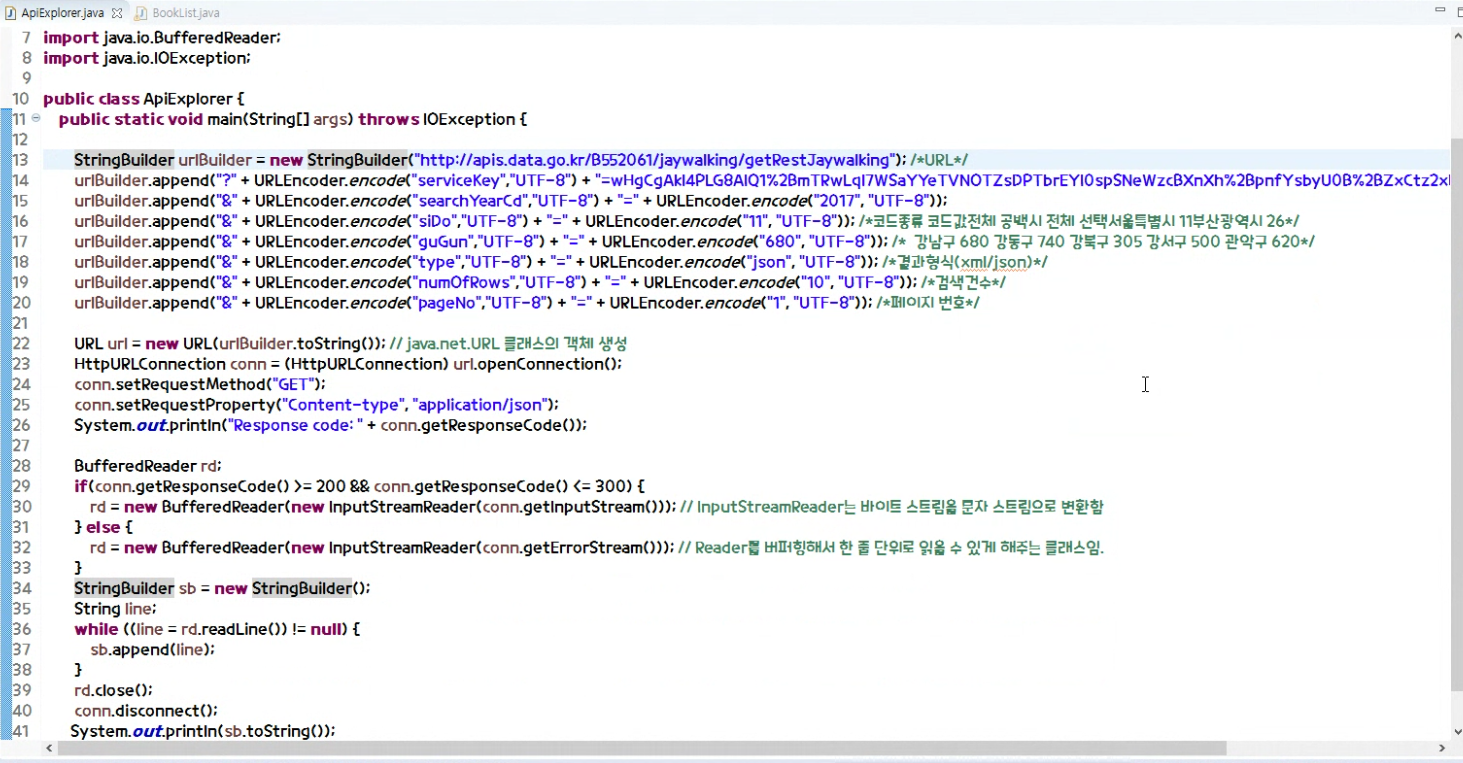 ApiExplorer.java BookList.java
7 import java.io.BufferedReader;
8 import java.io.IOException;
9
10 public class ApiExplorer {
11 public static void main(String[] args) throws IOException {
12
13 StringBuilder urlBuilder = new StringBuilder("http://apis.data.go.kr/B552061/jaywalking/getRestJaywalking"); /*URL*/
14 urlBuilder.append("?" + URLEncoder.encode("serviceKey","UTF-8") + "=
15 urlBuilder.append("&" + URLEncoder.encode("searchYearCd","UTF-8") + "=" + URLEncoder.encode("2017", "UTF-8"));
16 urlBuilder.append("&" + URLEncoder.encode("siDo","UTF-8") + "=" + URLEncoder.encode("11", "UTF-8")); /*코드종류 코드값전체 공백시 전체 선택서울특별시 11부산광역시 26*/
17 urlBuilder.append("&" + URLEncoder.encode("guGun","UTF-8") + "=" + URLEncoder.encode("680", "UTF-8")); /* 강남구 680 강동구 740 강북구 305 강서구 500 관악구 620*/
18 urlBuilder.append("&" + URLEncoder.encode("type","UTF-8") + "=" + URLEncoder.encode("json", "UTF-8")); /*결과형식(xml/json)*/
19 urlBuilder.append("&" + URLEncoder.encode("numOfRows","UTF-8") + "=" + URLEncoder.encode("10", "UTF-8")); /*검색건수*/
20 urlBuilder.append("&" + URLEncoder.encode("pageNo","UTF-8") + "=" + URLEncoder.encode("1", "UTF-8")); /*페이지 번호*/
21
22 URL url = new URL(urlBuilder.toString()); // java.net.URL 클래스의 객체 생성
23 HttpURLConnection conn = (HttpURLConnection) url.openConnection();
24 conn.setRequestMethod("GET");
25 conn.setRequestProperty("Content-type", "application/json");
26 System.out.println("Response code: " + conn.getResponseCode());
27
28 BufferedReader rd;
29 if(conn.getResponseCode() >= 200 && conn.getResponseCode() <= 300) {
30 rd = new BufferedReader(new InputStreamReader(conn.getInputStream())); // InputStreamReader는 바이트 스트림을 문자 스트림으로 변환함
31 } else {
32 rd = new BufferedReader(new InputStreamReader(conn.getErrorStream())); // Reader를 버퍼링해서 한 줄 단위로 읽을 수 있게 해주는 클래스임.
33 }
34 StringBuilder sb = new StringBuilder();
35 String line;
36 while ((line = rd.readLine()) != null) {
37 sb.append(line);
38 }
39 rd.close();
40 conn.disconnect();
41 System.out.println(sb.toString());